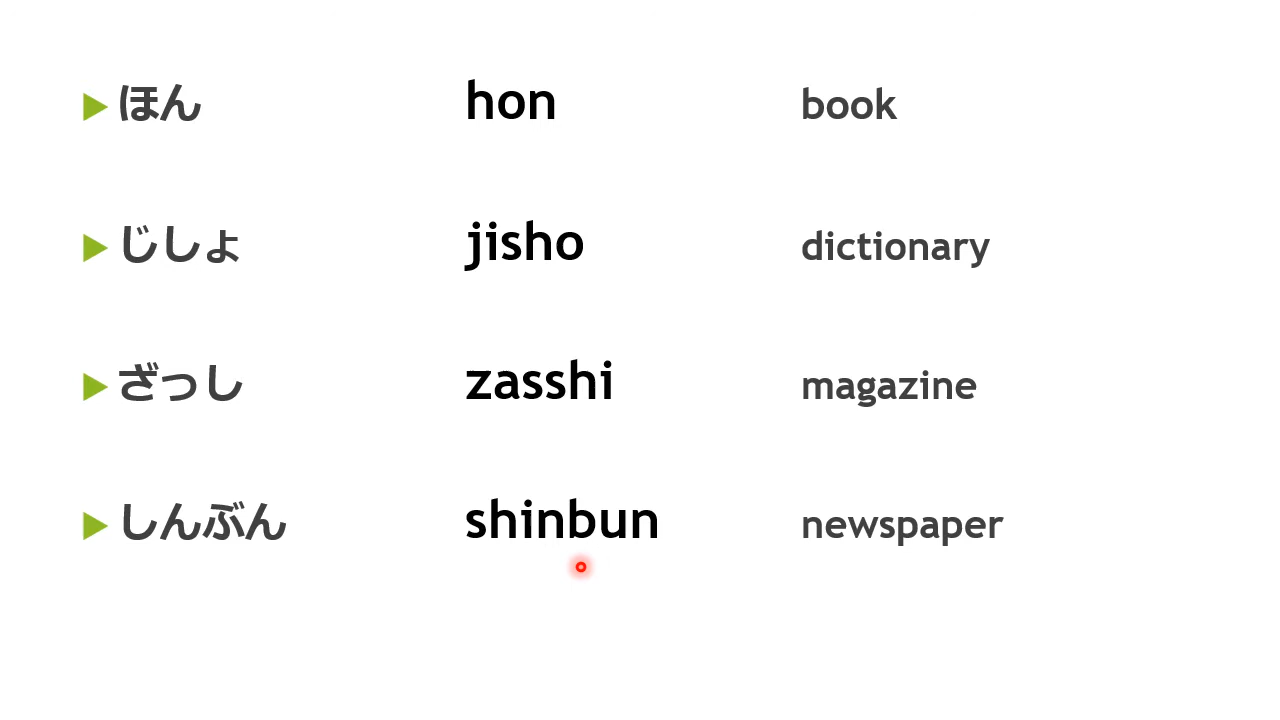 ほん hon book
じしょ jisho dictionary
ざっし zasshi magazine
しんぶん shinbun newspaper